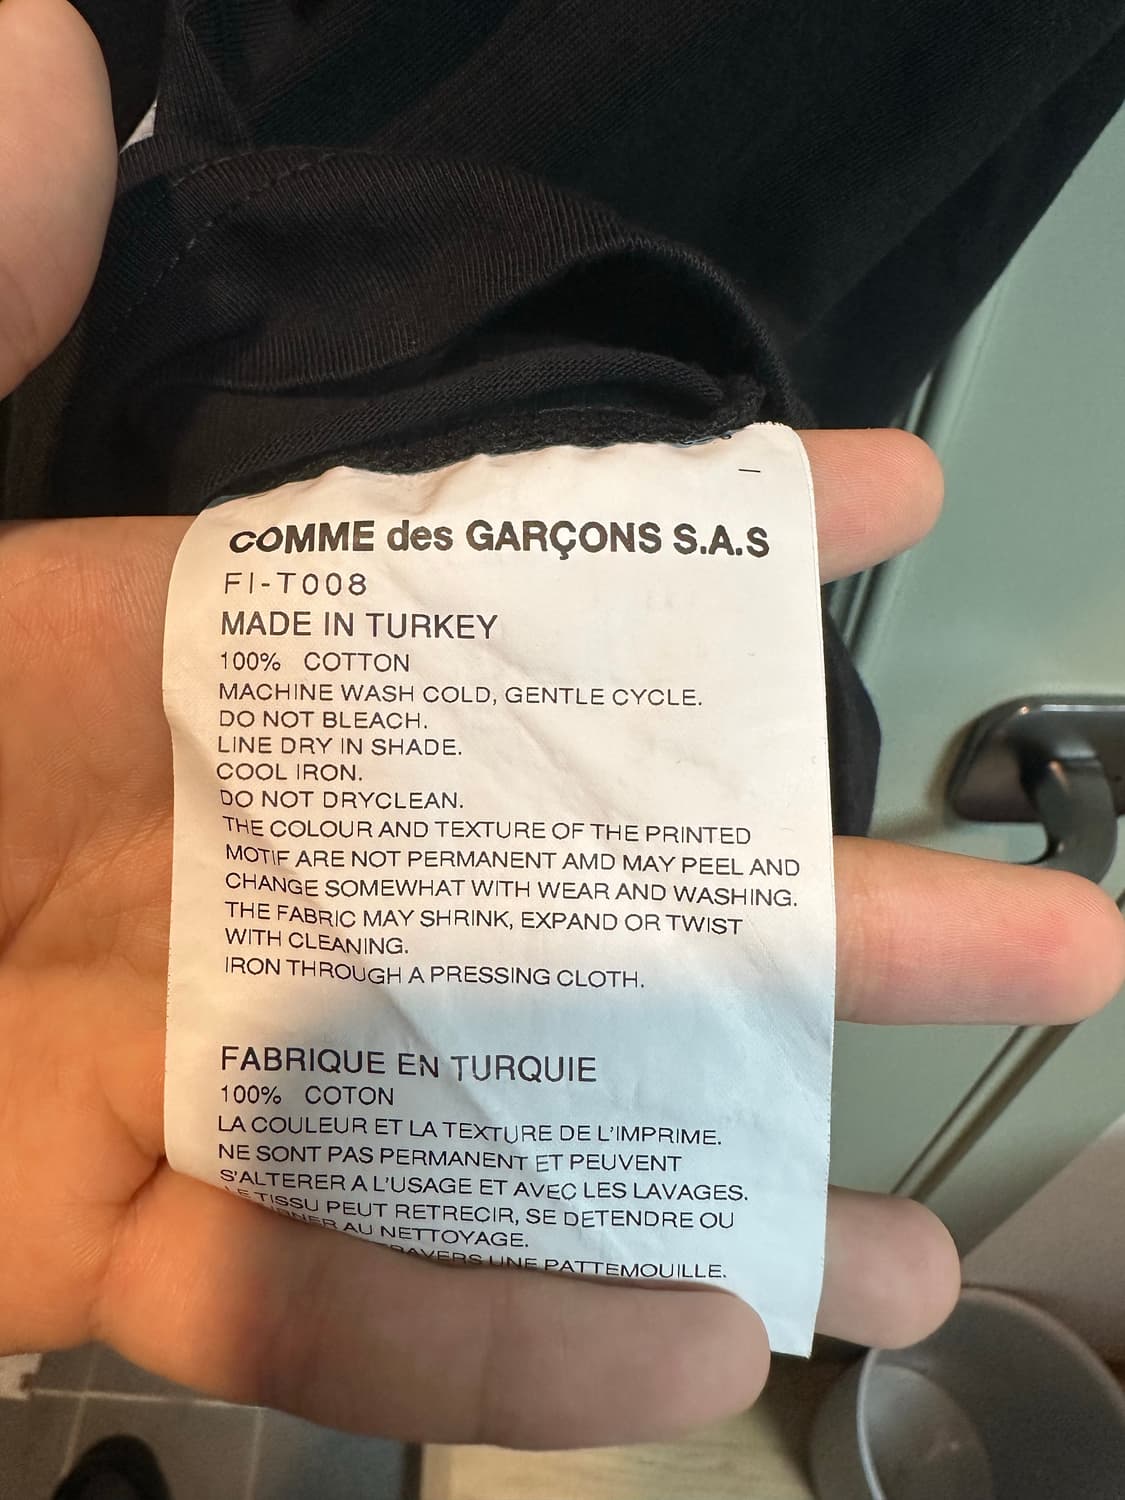 COMME des GARÇONS S.A.S
FI-T008
MADE IN TURKEY
100% COTTON
MACHINE WASH COLD, GENTLE CYCLE.
DO NOT BLEACH.
LINE DRY IN SHADE.
COOL IRON.
DO NOT DRYCLEAN.
THE COLOUR AND TEXTURE OF THE PRINTED
MOTIF ARE NOT PERMANENT AMD MAY PEEL AND
CHANGE SOMEWHAT WITH WEAR AND WASHING.
THE FABRIC MAY SHRINK, EXPAND OR TWIST
WITH CLEANING.
IRON THROUGH A PRESSING CLOTH.
FABRIQUE EN TURQUIE
100% COTON
LA COULEUR ET LA TEXTURE DE L'IMPRIME.
NE SONT PAS PERMANENT ET PEUVENT
S'ALTERER A L'USAGE ET AVEC LES LAVAGES.
LE TISSU PEUT RETRECIR, SE DETENDRE OU
AU NETTOYAGE.
UNE PATTEMOUILLE.